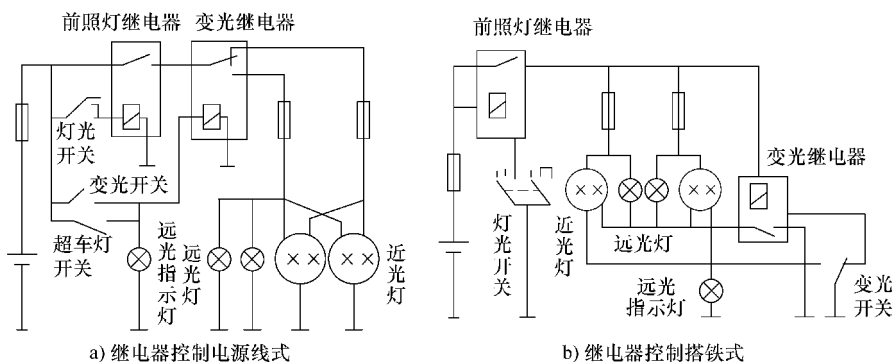 前照灯继电器
变光继电器
灯光
开关
变光开关
超车灯
开关
远光指示灯
远光灯
近光灯
a) 继电器控制电源线式
前照灯继电器
变光继电器
灯光开关
近光灯
远光灯
远光
指示灯
变光
开关
b) 继电器控制搭铁式